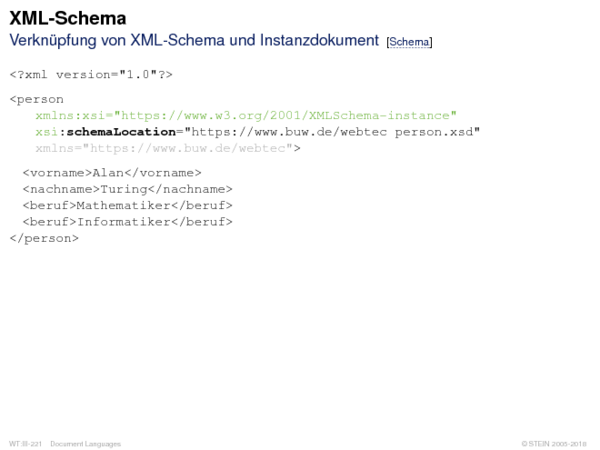 XML-Schema
Verknüpfung von XML-Schema und Instanzdokument [Schema]
<?xml version="1.0"?>
<person
xmlns:xsi="https://www.w3.org/2001/XMLSchema-instance"
xsi:schemaLocation="https://www.buw.de/webtec person.xsd"
xmlns="https://www.buw.de/webtec">
<vorname>Alan</vorname>
<nachname>Turing</nachname>
<beruf>Mathematiker</beruf>
<beruf>Informatiker</beruf>
</person>
WT:III-221 Document Languages © STEIN 2005-2018